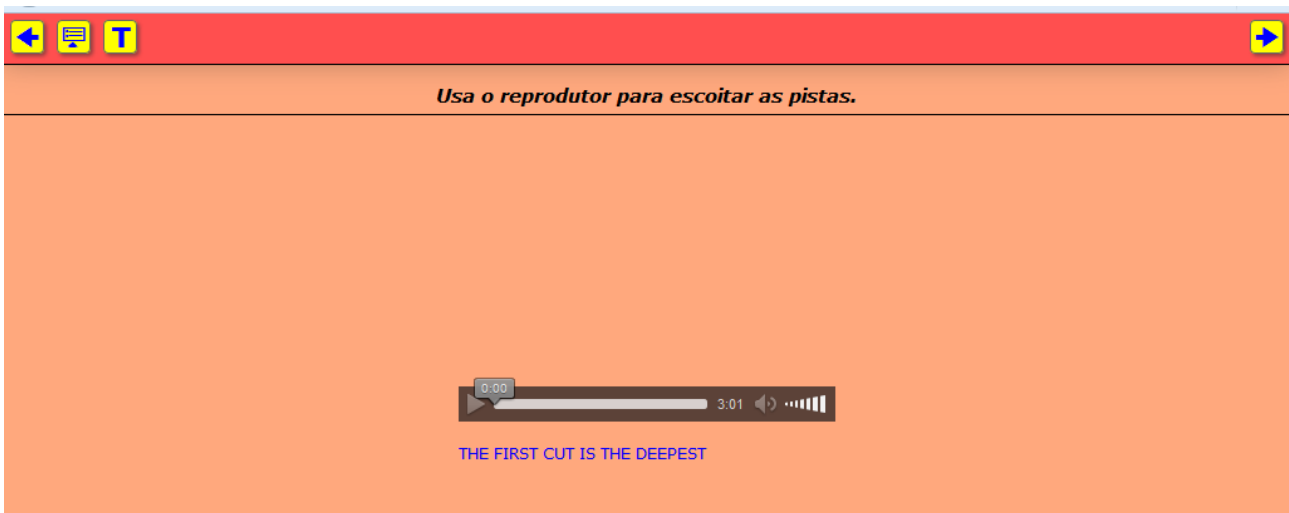 T
Usa o reprodutor para escoitar as pistas.
0:00
3:01
THE FIRST CUT IS THE DEEPEST